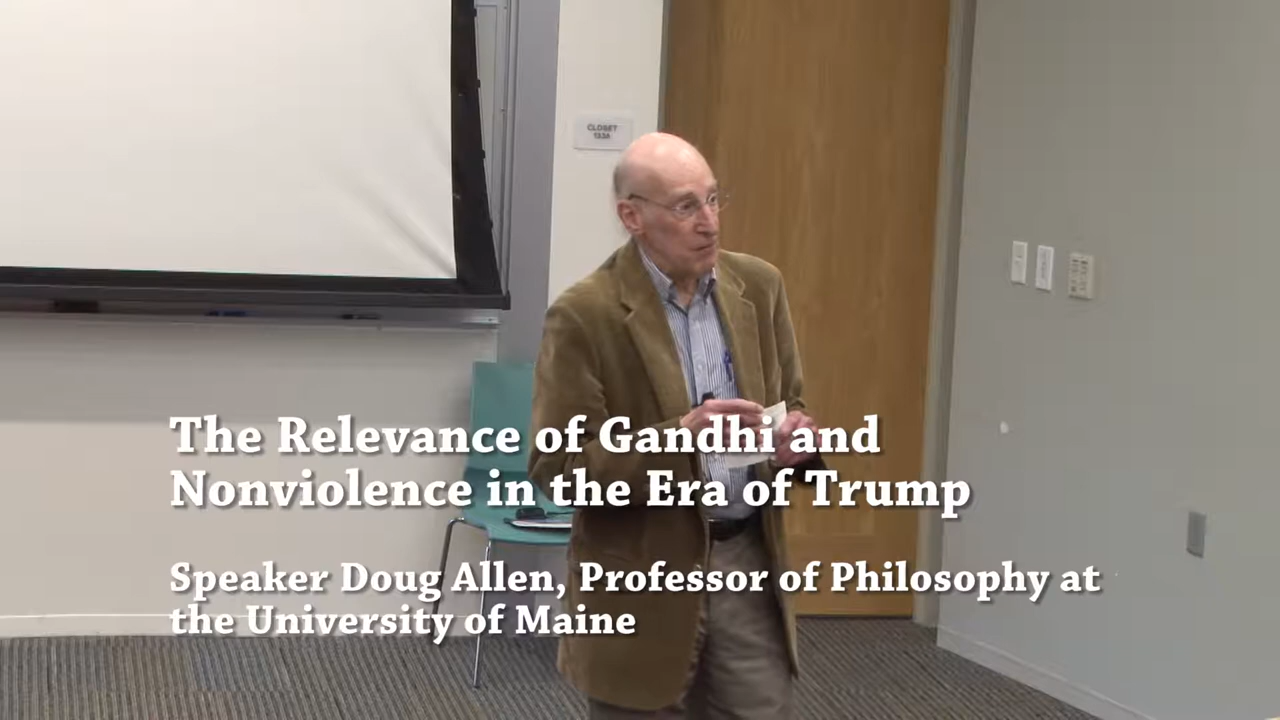 CLOSET
133A
The Relevance of Gandhi and
Nonviolence in the Era of Trump
Speaker Doug Allen, Professor of Philosophy at
the University of Maine